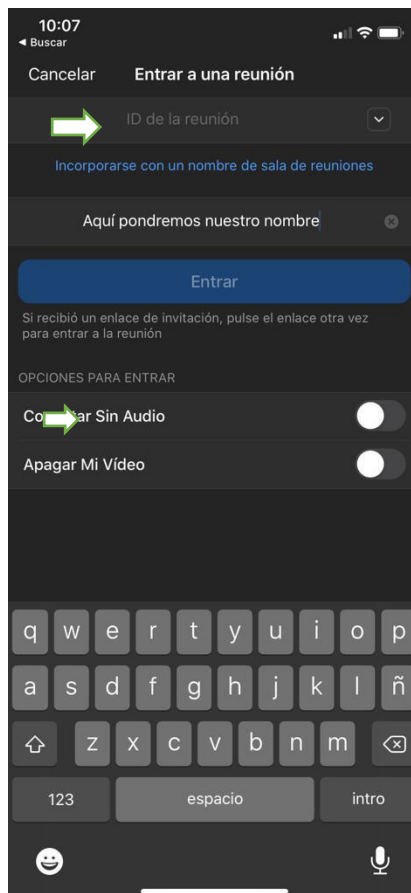 10:07
Buscar
Cancelar
Entrar a una reunión
ID de la reunión
Incorporarse con un nombre de sala de reuniones
Aquí pondremos nuestro nombre
Entrar
Si recibió un enlace de invitación, pulse el enlace otra vez
para entrar a la reunión
OPCIONES PARA ENTRAR
Sin Audio
Apagar Mi Vídeo
q w e r t y u i o p
a s d f g h j k l ñ
z x c v b n m
123 espacio intro